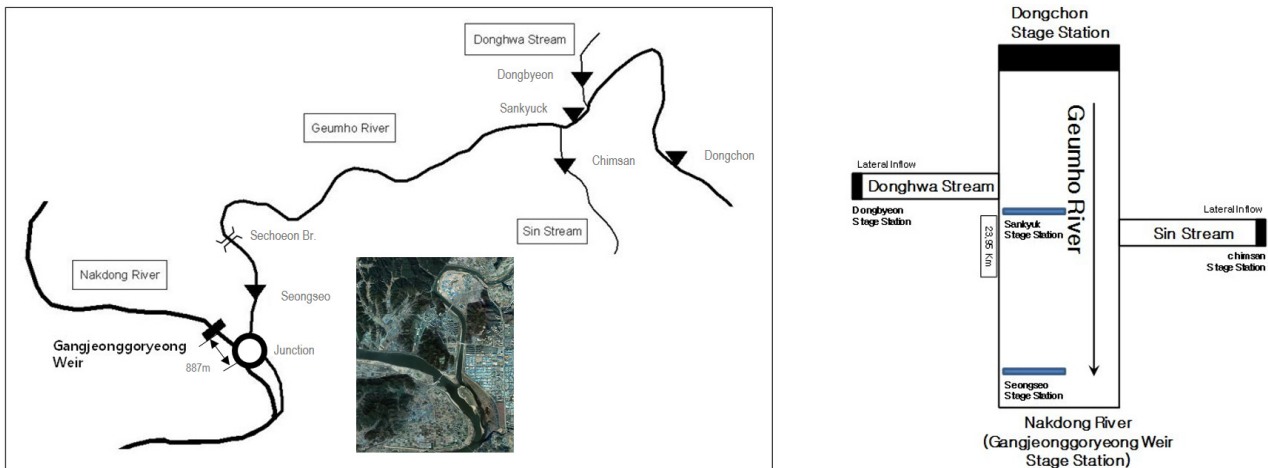 Donghwa Stream
Dongbyeon
Sankyuck
Geumho River
Chimsan
Dongchon
Sin Stream
Sechoeon Br.
Nakdong River
Seongseo
Gangjeonggoryeong
Weir
887m
Junction
Dongchon
Stage Station
Geumho River
Lateral Inflow
Donghwa Stream
Dongbyeon
Stage Station
23,95 Km
Sankyuk
Stage Station
Lateral Inflow
Sin Stream
chimsan
Stage Station
Seongseo
Stage Station
Nakdong River
(Gangjeonggoryeong Weir
Stage Station)